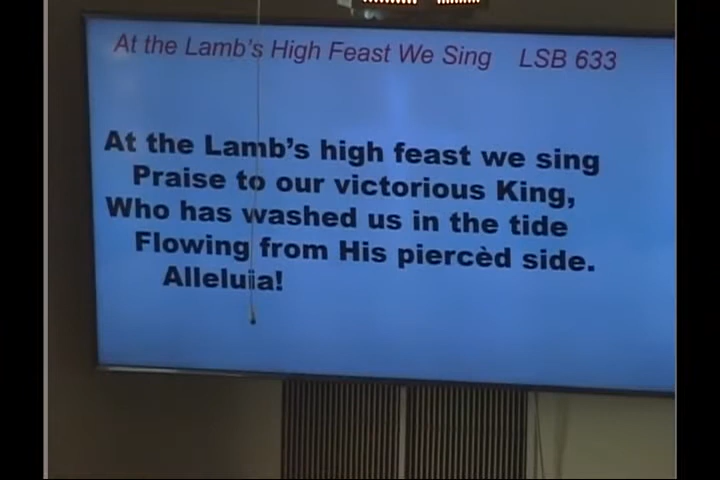 At the Lamb's High Feast We Sing LSB 633
At the Lamb's high feast we sing
Praise to our victorious King,
Who has washed us in the tide
Flowing from His piercèd side.
Alleluia!